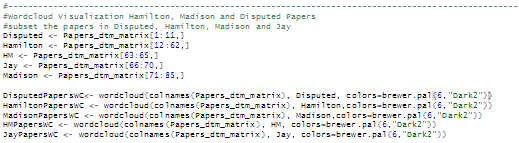 #------------------------------------------------------------------------------------------
#Wordcloud Visualization Hamilton, Madison and Disputed Papers
#subset the papers in Disputed, Hamilton, Madison and Jay
Disputed <- Papers_dtm_matrix[1:11,]
Hamilton <- Papers_dtm_matrix[12:62,]
HM <- Papers_dtm_matrix[63:65,]
Jay <- Papers_dtm_matrix[66:70,]
Madison <- Papers_dtm_matrix[71:85,]
DisputedPapersWC<- wordcloud(colnames(Papers_dtm_matrix), Disputed, colors=brewer.pal(6,"Dark2"))
HamiltonPapersWC <- wordcloud(colnames(Papers_dtm_matrix), Hamilton,colors=brewer.pal(6,"Dark2"))
MadisonPapersWC <- wordcloud(colnames(Papers_dtm_matrix), Madison,colors=brewer.pal(6,"Dark2"))
HMPapersWC <- wordcloud(colnames(Papers_dtm_matrix), HM, colors=brewer.pal(6,"Dark2"))
JayPapersWC <- wordcloud(colnames(Papers_dtm_matrix), Jay, colors=brewer.pal(6,"Dark2"))